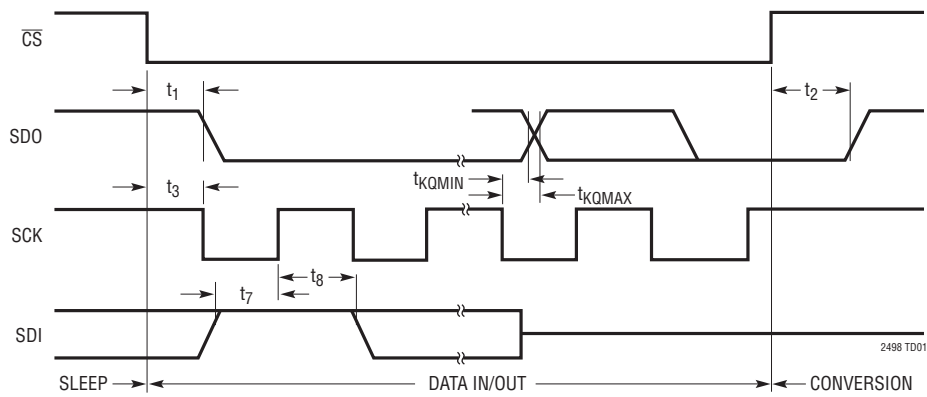 CS
t1
t2
SDO
tKQMIN
tKQMAX
t3
SCK
t8
t7
SDI
2498 TD01
SLEEP DATA IN/OUT CONVERSION